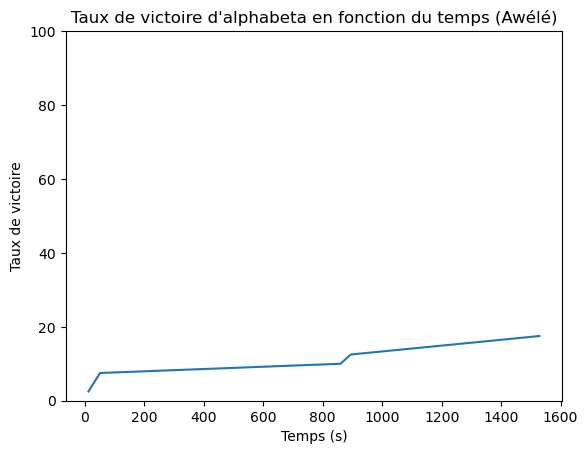 Taux de victoire d'alphabeta en fonction du temps (Awélé)
100
80
60
40
20
0
Taux de victoire
0 200 400 600 800 1000 1200 1400 1600
Temps (s)